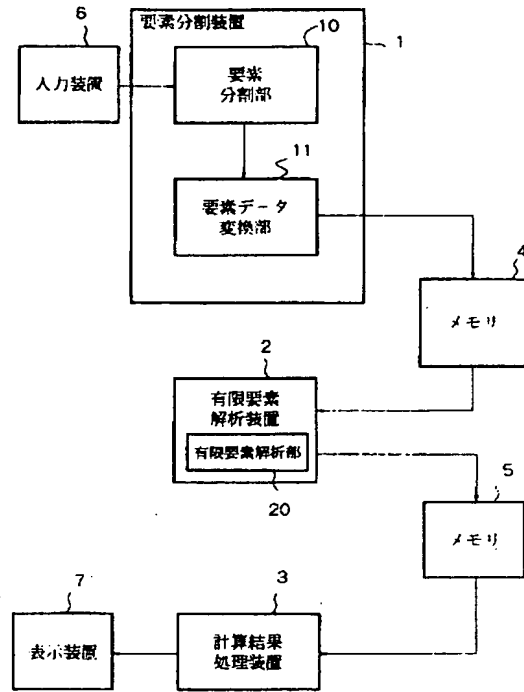 6
要素分割装置
10
1
入力装置
要素
分割部
11
要素データ
変換部
4
メモリ
2
有限要素
解析装置
有限要素解析部
20
5
メモリ
7
3
表示装置
計算結果
処理装置